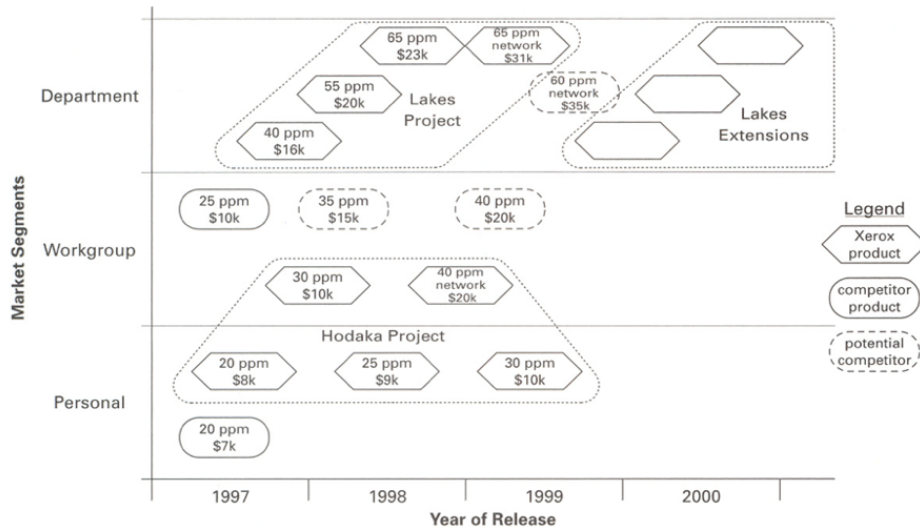 65 ppm
$23k
65 ppm
network
$31k
55 ppm
$20k
Lakes
Project
60 ppm
network
$35k
Department
Lakes
Extensions
40 ppm
$16k
25 ppm
$10k
35 ppm
$15k
40 ppm
$20k
Legend
Xerox
product
competitor
product
potential
competitor
Market Segments
Workgroup
30 ppm
$10k
40 ppm
network
$20k
Hodaka Project
20 ppm
$8k
25 ppm
$9k
30 ppm
$10k
Personal
20 ppm
$7k
1997
1998
1999
2000
Year of Release